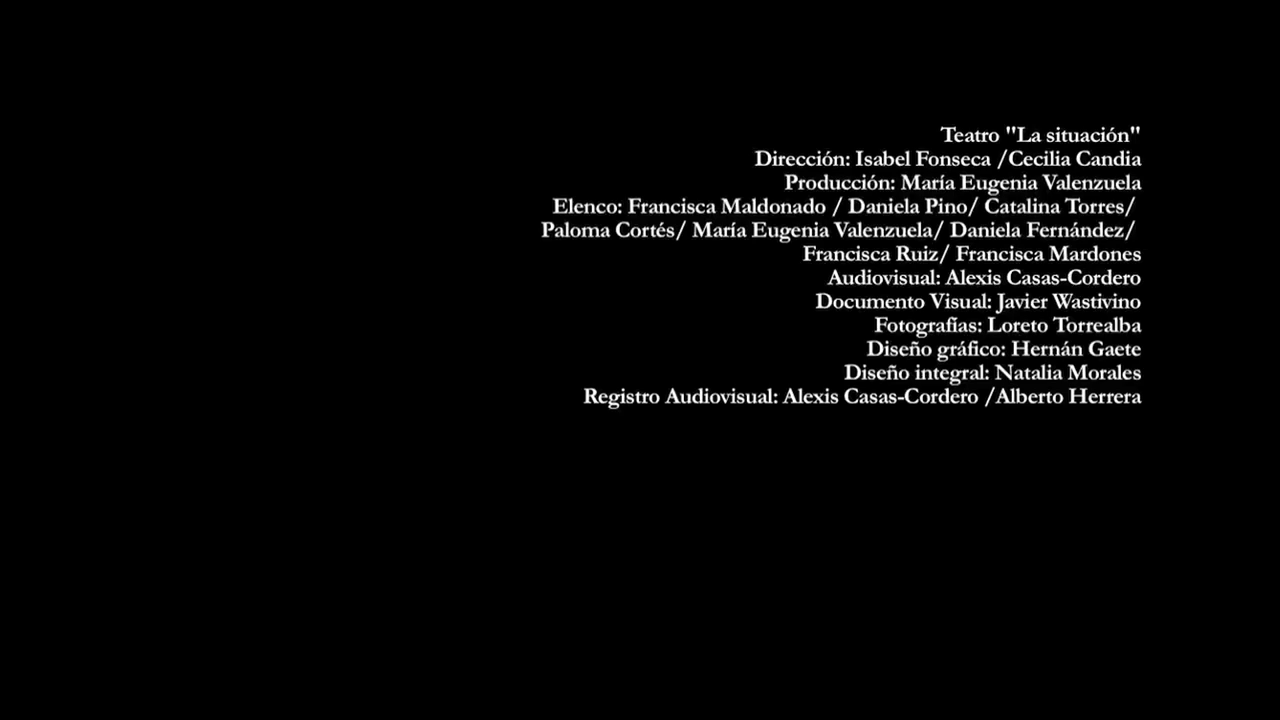 Teatro "La situación"
Dirección: Isabel Fonseca /Cecilia Candia
Producción: María Eugenia Valenzuela
Elenco: Francisca Maldonado / Daniela Pino/ Catalina Torres/
Paloma Cortés/ María Eugenia Valenzuela/ Daniela Fernández/
Francisca Ruiz/ Francisca Mardones
Audiovisual: Alexis Casas-Cordero
Documento Visual: Javier Wastivino
Fotografías: Loreto Torrealba
Diseño gráfico: Hernán Gaete
Diseño integral: Natalia Morales
Registro Audiovisual: Alexis Casas-Cordero /Alberto Herrera